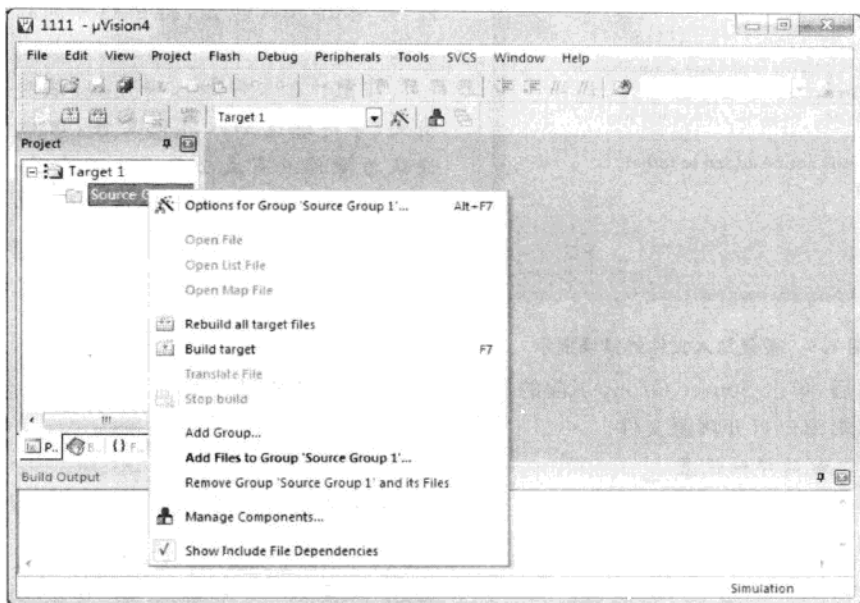 1111 - µVision4
File Edit View Project Flash Debug Peripherals Tools SVCS Window Help
Target 1
Project
Target 1
Source G
Options for Group 'Source Group 1'... Alt+F7
Open File
Open List File
Open Map File
Rebuild all target files
Build target F7
Translate File
Stop build
Add Group...
Add Files to Group 'Source Group 1'...
Remove Group 'Source Group 1' and its Files
Manage Components...
Show Include File Dependencies
P.. B.. {} F..
Build Output
Simulation